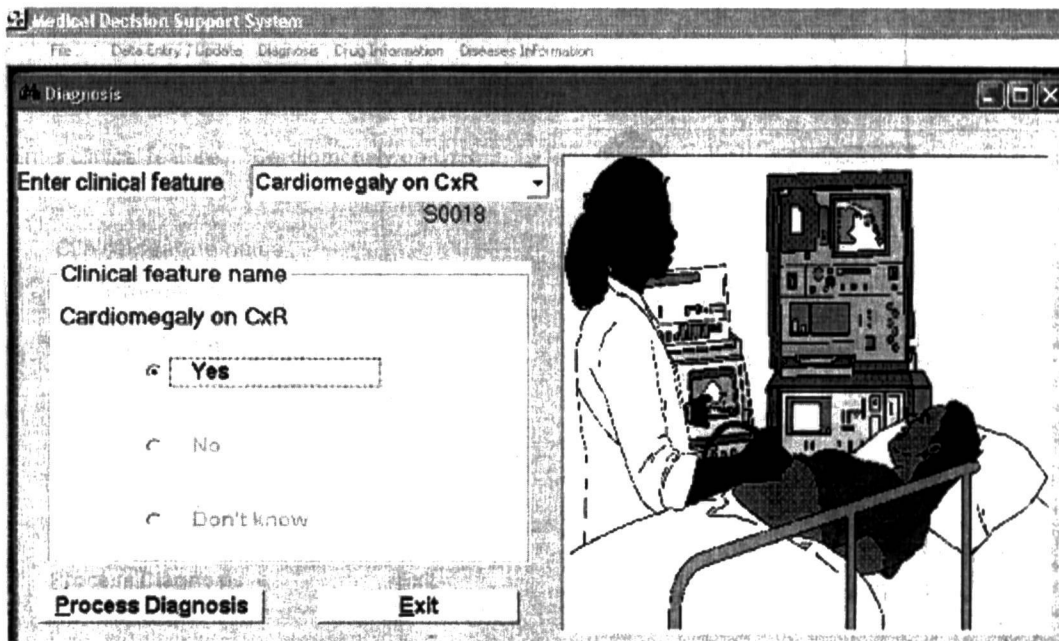 Medical Decision Support System
File Data Entry / Update Diagnosis Drug Information Diseases Information
Diagnosis
Enter clinical feature Cardiomegaly on CxR
S0018
Clinical feature name
Cardiomegaly on CxR
Yes
No
Don't know
Process Diagnosis Exit